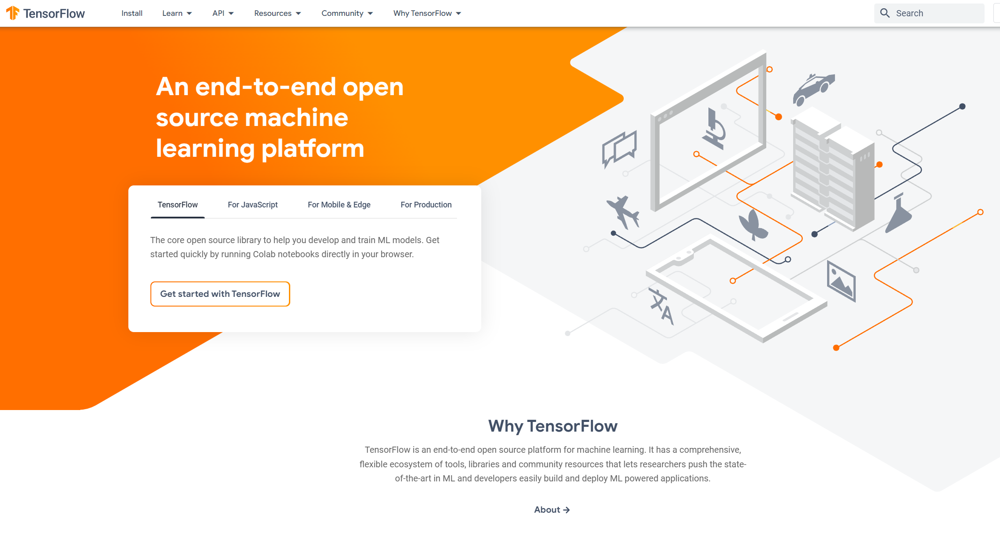 TensorFlow
Install Learn API Resources Community Why TensorFlow
Search
An end-to-end open
source machine
learning platform
TensorFlow For JavaScript For Mobile & Edge For Production
The core open source library to help you develop and train ML models. Get
started quickly by running Colab notebooks directly in your browser.
Get started with TensorFlow
文A
Why TensorFlow
TensorFlow is an end-to-end open source platform for machine learning. It has a comprehensive,
flexible ecosystem of tools, libraries and community resources that lets researchers push the state-
of-the-art in ML and developers easily build and deploy ML powered applications.
About →